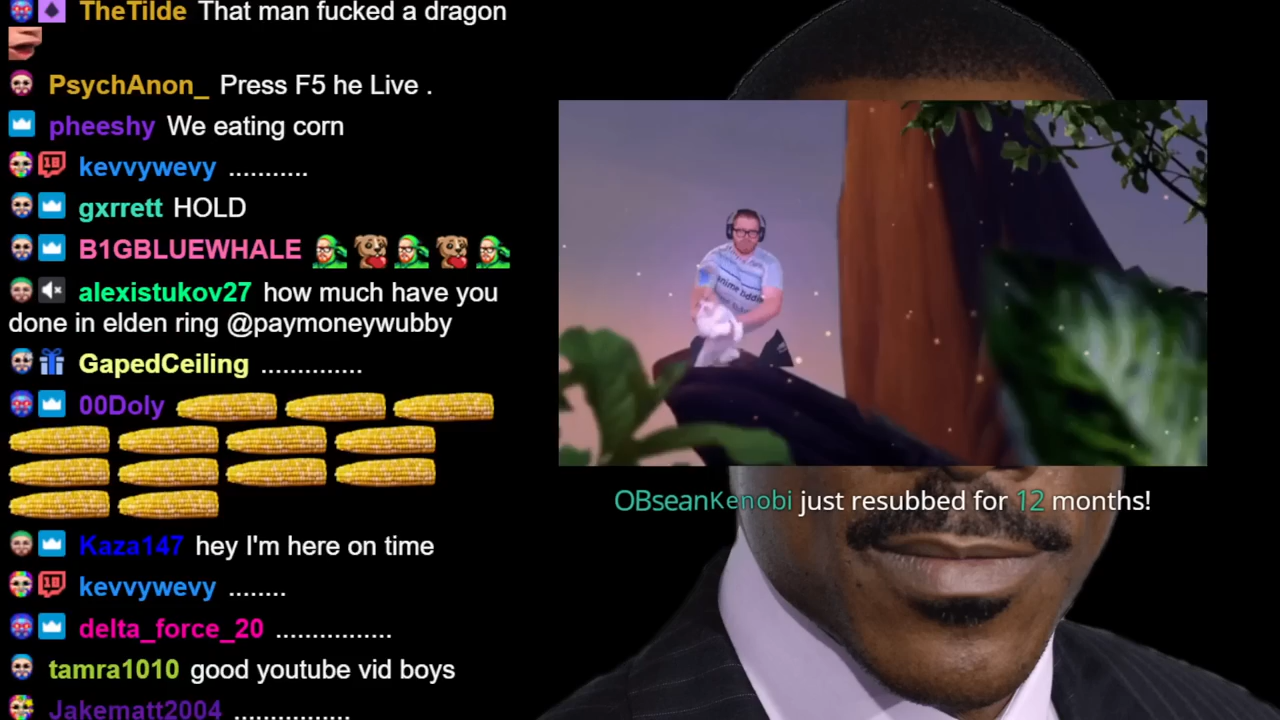 TheTilde That man fucked a dragon
PsychAnon_ Press F5 he Live .
pheeshy We eating corn
kevvywevy ...........
gxrrett HOLD
B1GBLUEWHALE
alexistukov27 how much have you
done in elden ring @paymoneywubby
GapedCeiling ..............
00Doly
Kaza147 hey I'm here on time
kevvywevy ........
delta_force_20 ................
tamra1010 good youtube vid boys
Jakematt2004 ................
anime tiddies
OBseanKenobi just resubbed for 12 months!